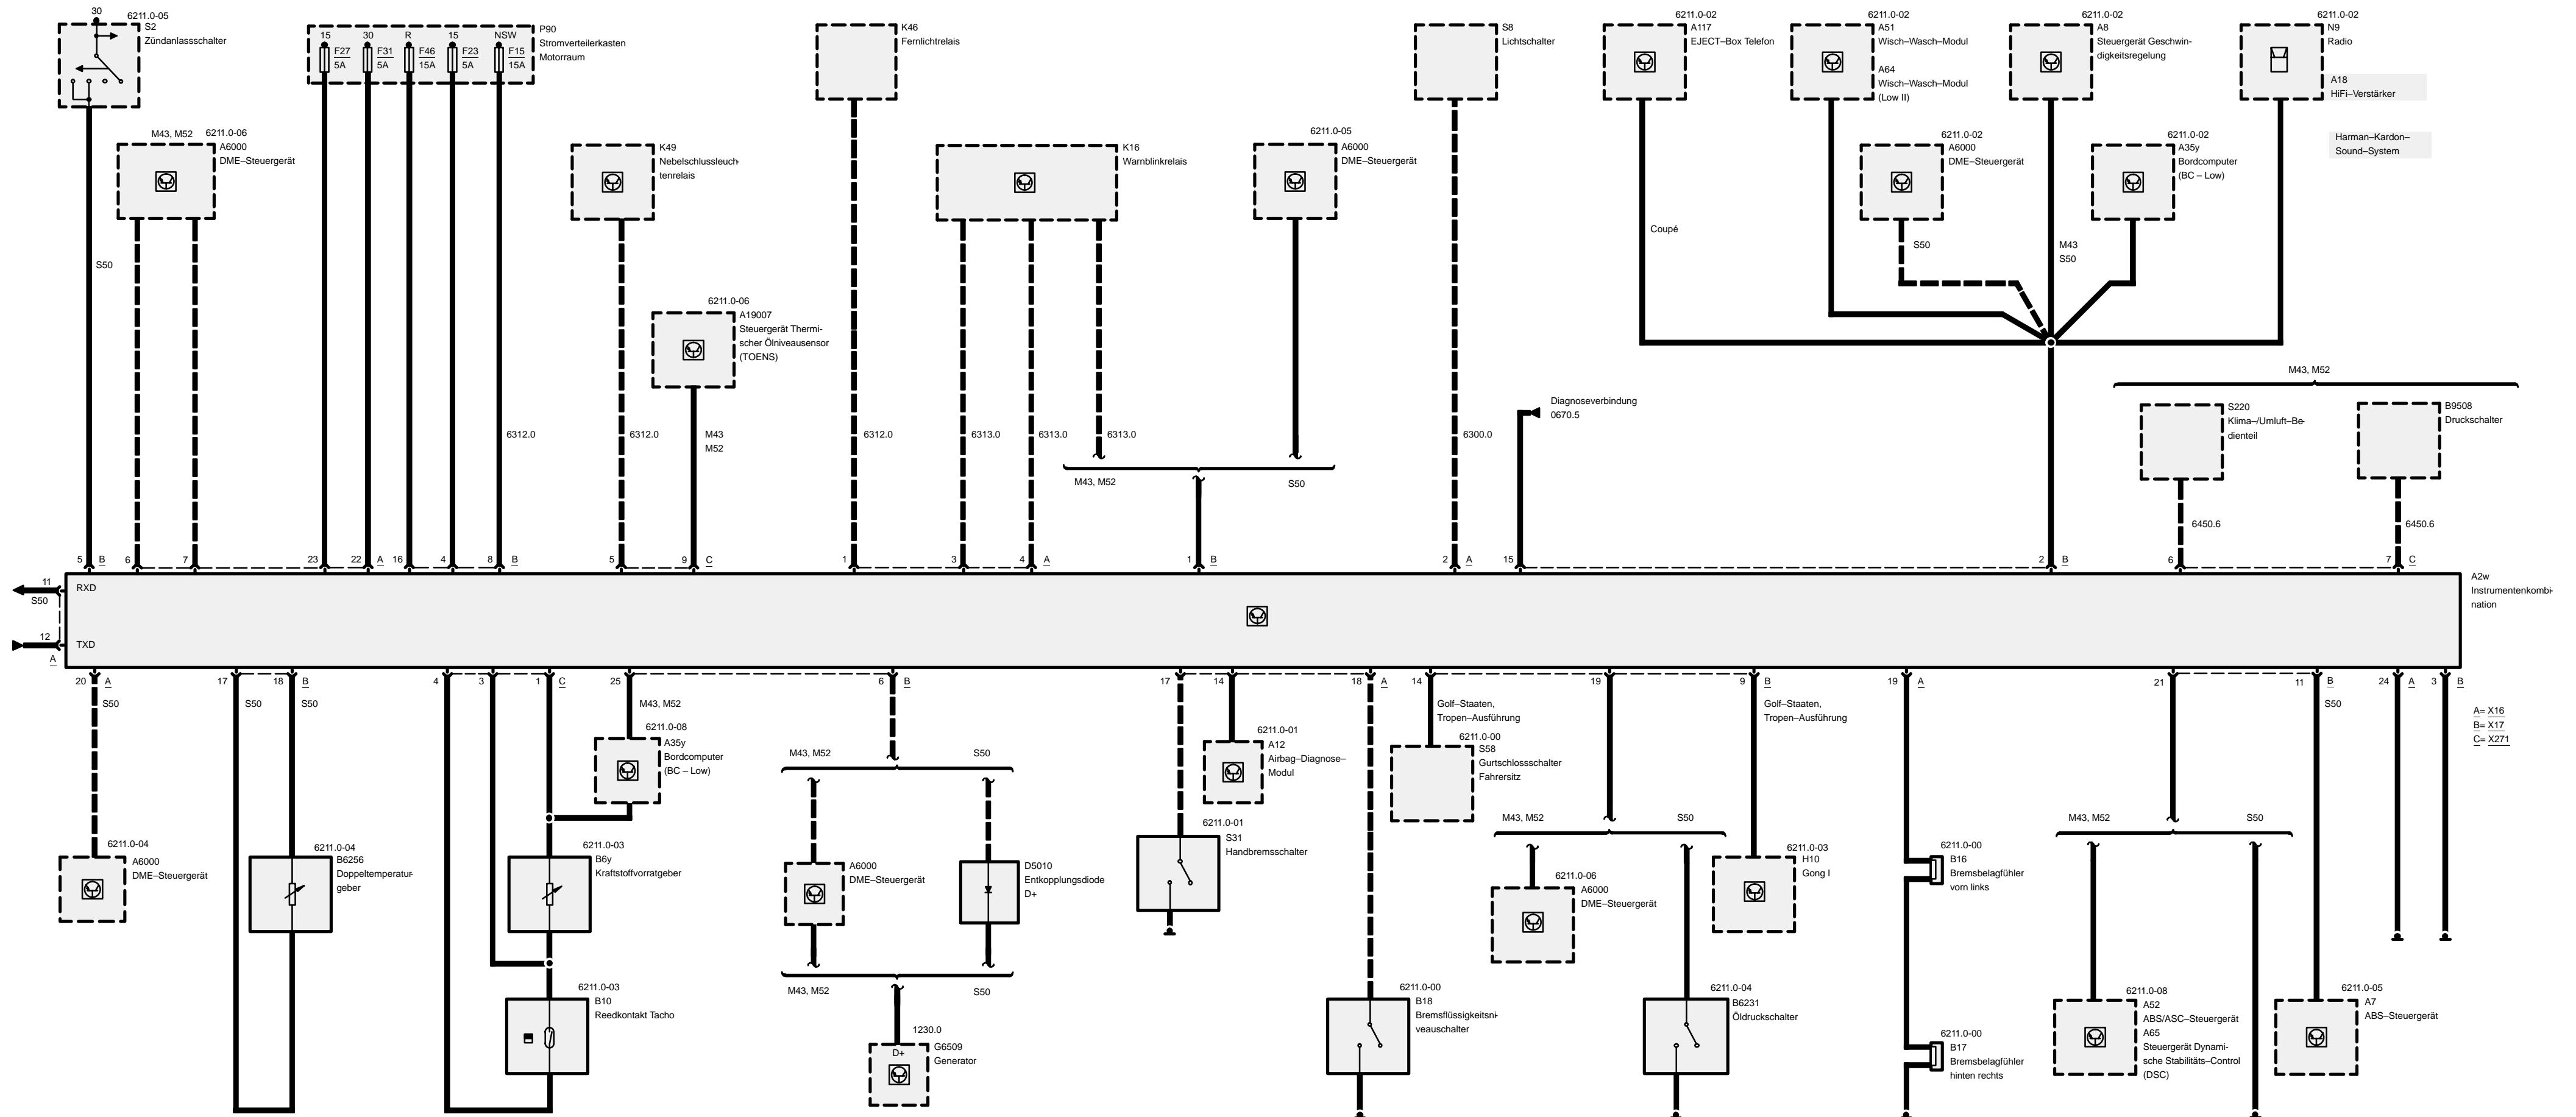 30
6211.0-05
S2
Zündanlassschalter
15
30
R
15
NSW
F27
5A
F31
5A
F46
15A
F23
5A
F15
15A
P90
Stromverteilerkasten
Motorraum
K46
Fernlichtrelais
S8
Lichtschalter
6211.0-02
A117
EJECT–Box Telefon
6211.0-02
A51
Wisch–Wasch–Modul
A64
Wisch–Wasch–Modul
(Low II)
6211.0-02
A8
Steuergerät Geschwin-
digkeitsregelung
6211.0-02
N9
Radio
A18
HiFi–Verstärker
Harman–Kardon–
Sound–System
M43, M52
6211.0-06
A6000
DME–Steuergerät
K49
Nebelschlussleuch-
tenrelais
K16
Warnblinkrelais
6211.0-05
A6000
DME–Steuergerät
6211.0-02
A6000
DME–Steuergerät
6211.0-02
A35y
Bordcomputer
(BC – Low)
S50
Coupé
S50
M43
S50
6211.0-06
A19007
Steuergerät Thermi-
scher Ölniveausensor
(TOENS)
M43, M52
S220
Klima–/Umluft–Be-
dienteil
B9508
Druckschalter
Diagnoseverbindung
0670.5
6312.0
6312.0
M43
M52
6312.0
6313.0
6313.0
6313.0
6300.0
M43, M52
S50
6450.6
6450.6
5
B
6
7
23
22
A
16
4
8
B
5
9
C
1
3
4
A
1
B
2
A
15
2
B
6
7
C
11
S50
RXD
12
TXD
A
A2w
Instrumentenkombi-
nation
20
A
17
18
B
4
3
1
C
25
6
B
17
14
18
A
14
19
9
B
19
A
21
11
B
24
A
3
B
S50
S50
S50
M43, M52
Golf–Staaten,
Tropen–Ausführung
Golf–Staaten,
Tropen–Ausführung
S50
A= X16
B= X17
C= X271
6211.0-08
A35y
Bordcomputer
(BC – Low)
M43, M52
S50
6211.0-01
A12
Airbag–Diagnose–
Modul
6211.0-00
S58
Gurtschlossschalter
Fahrersitz
6211.0-01
S31
Handbremsschalter
M43, M52
S50
M43, M52
S50
6211.0-04
A6000
DME–Steuergerät
6211.0-04
B6256
Doppeltemperatur-
geber
6211.0-03
B6y
Kraftstoffvorratgeber
A6000
DME–Steuergerät
D5010
Entkopplungsdiode
D+
6211.0-06
A6000
DME–Steuergerät
6211.0-03
H10
Gong I
6211.0-00
B16
Bremsbelagfühler
vorn links
M43, M52
S50
6211.0-03
B10
Reedkontakt Tacho
1230.0
D+
G6509
Generator
6211.0-00
B18
Bremsflüssigkeitsni-
veauschalter
6211.0-04
B6231
Öldruckschalter
6211.0-00
B17
Bremsbelagfühler
hinten rechts
6211.0-08
A52
ABS/ASC–Steuergerät
A65
Steuergerät Dynami-
sche Stabilitäts–Control
(DSC)
6211.0-05
A7
ABS–Steuergerät